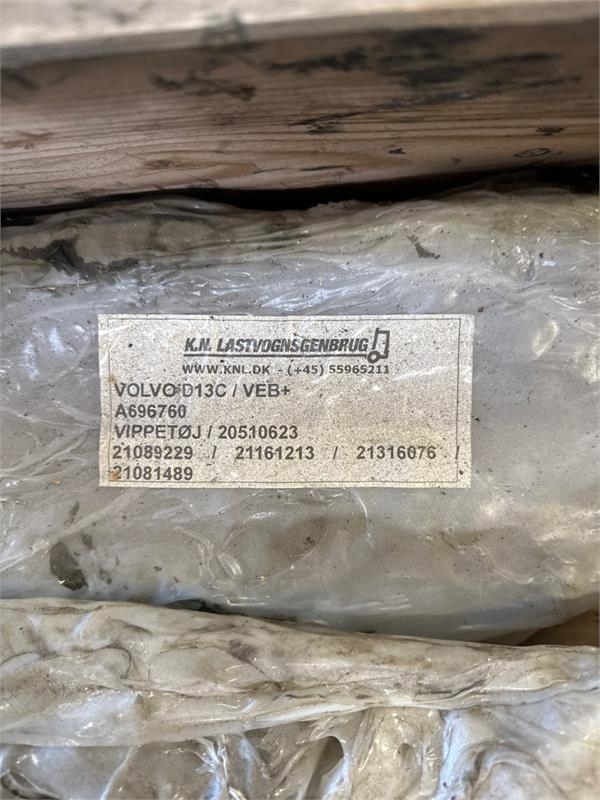 K.N. LASTVOGNSGENBRUG
WWW.KNL.DK - (+45) 55965211
VOLVO D13C / VEB+
A696760
VIPPETØJ / 20510623
21089229 / 21161213 / 21316076 /
21081489